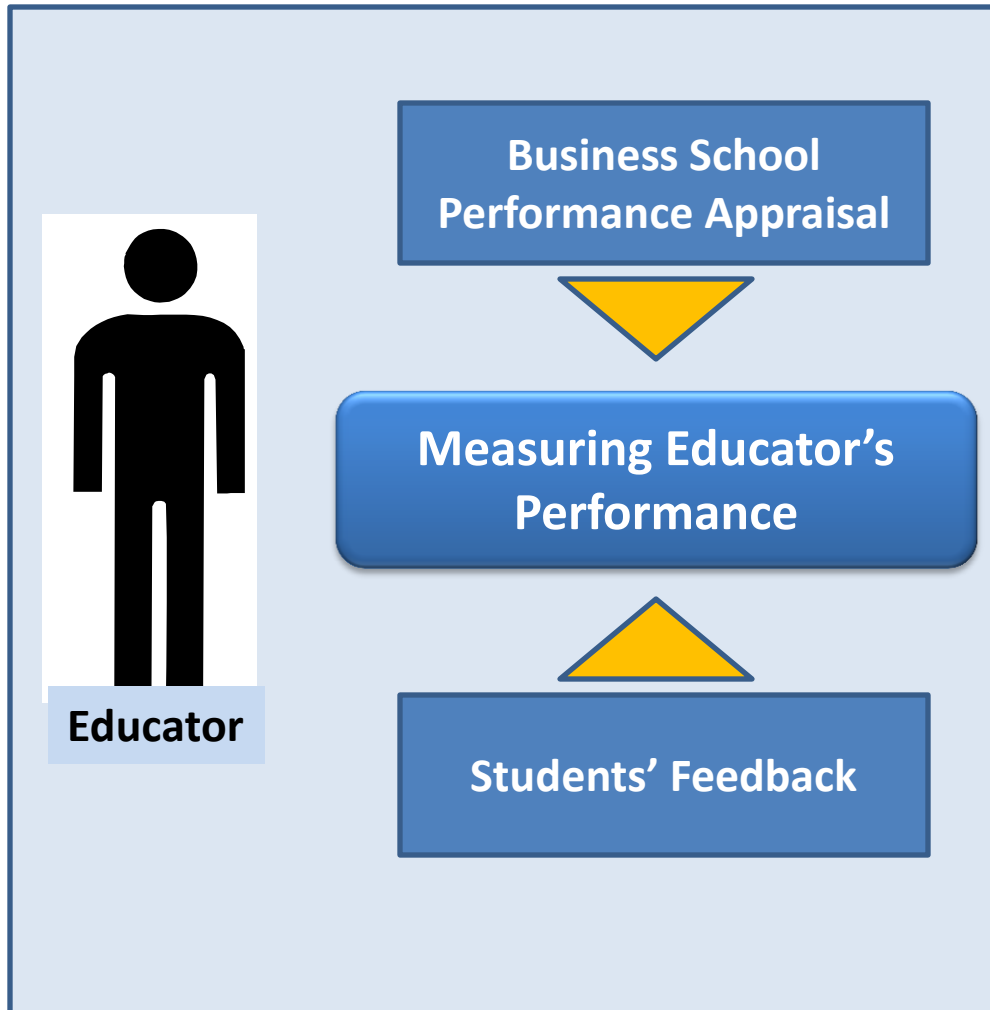 Business School
Performance Appraisal
Measuring Educator’s
Performance
Educator
Students’ Feedback